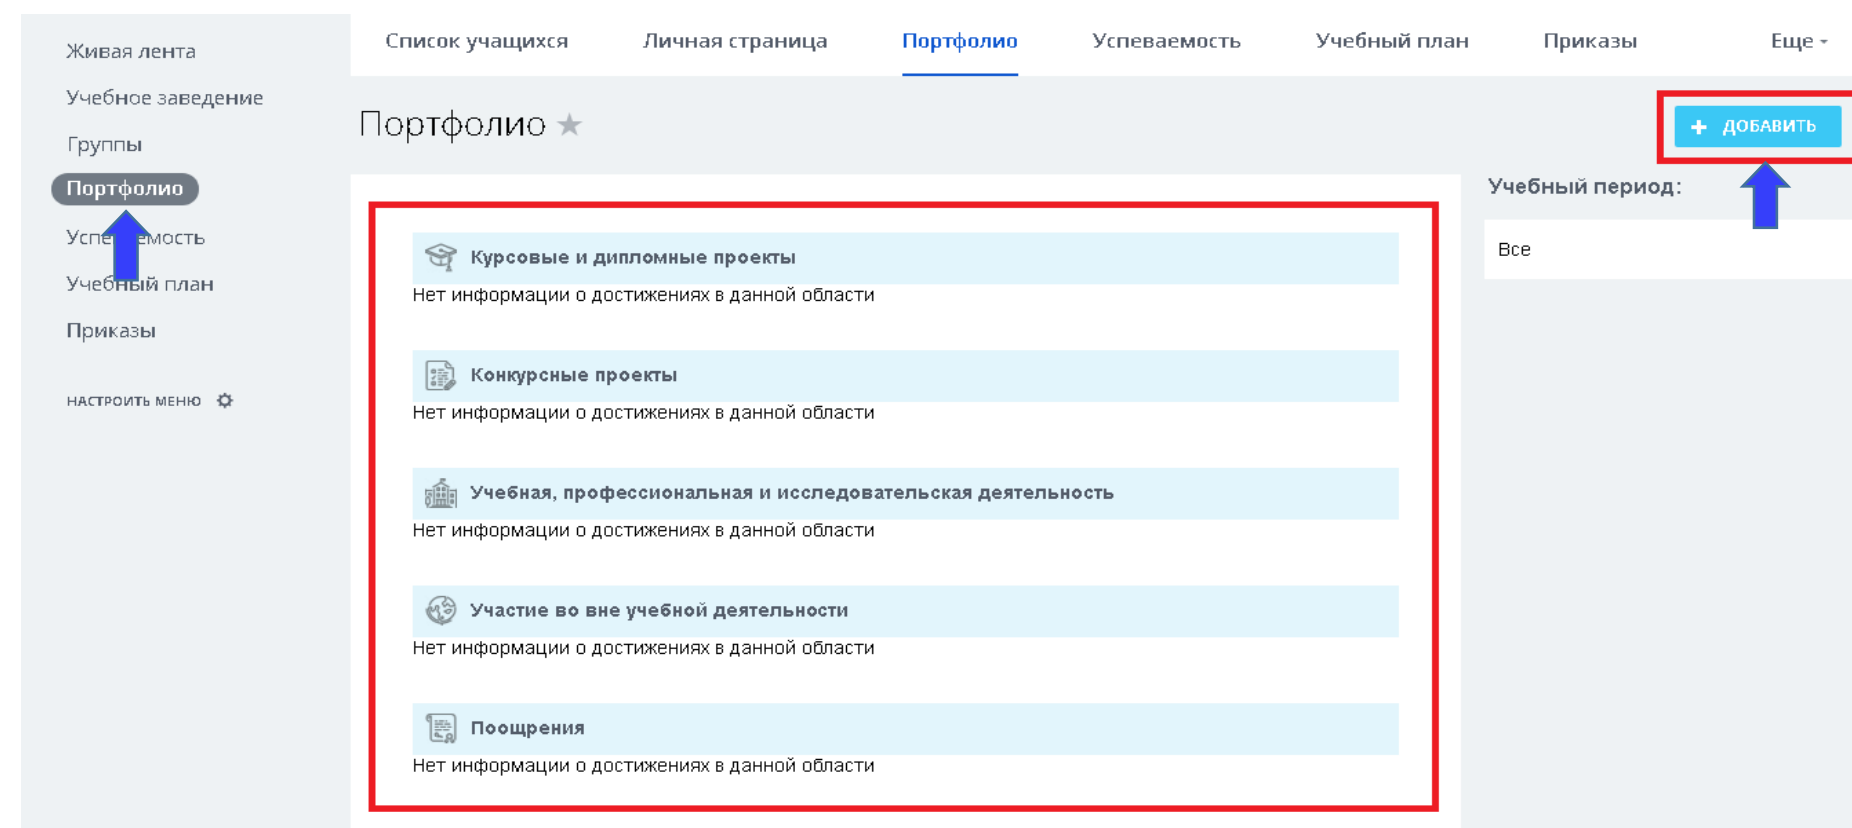 Живая лента
Учебное заведение
Группы
Портфолио
Успеваемость
Учебный план
Приказы
НАСТРОИТЬ МЕНЮ
Список учащихся
Личная страница
Портфолио
Успеваемость
Учебный план
Приказы
Еще
Портфолио
+ ДОБАВИТЬ
Курсовые и дипломные проекты
Нет информации о достижениях в данной области
Конкурсные проекты
Нет информации о достижениях в данной области
Учебная, профессиональная и исследовательская деятельность
Нет информации о достижениях в данной области
Участие во вне учебной деятельности
Нет информации о достижениях в данной области
Поощрения
Нет информации о достижениях в данной области
Учебный период:
Все